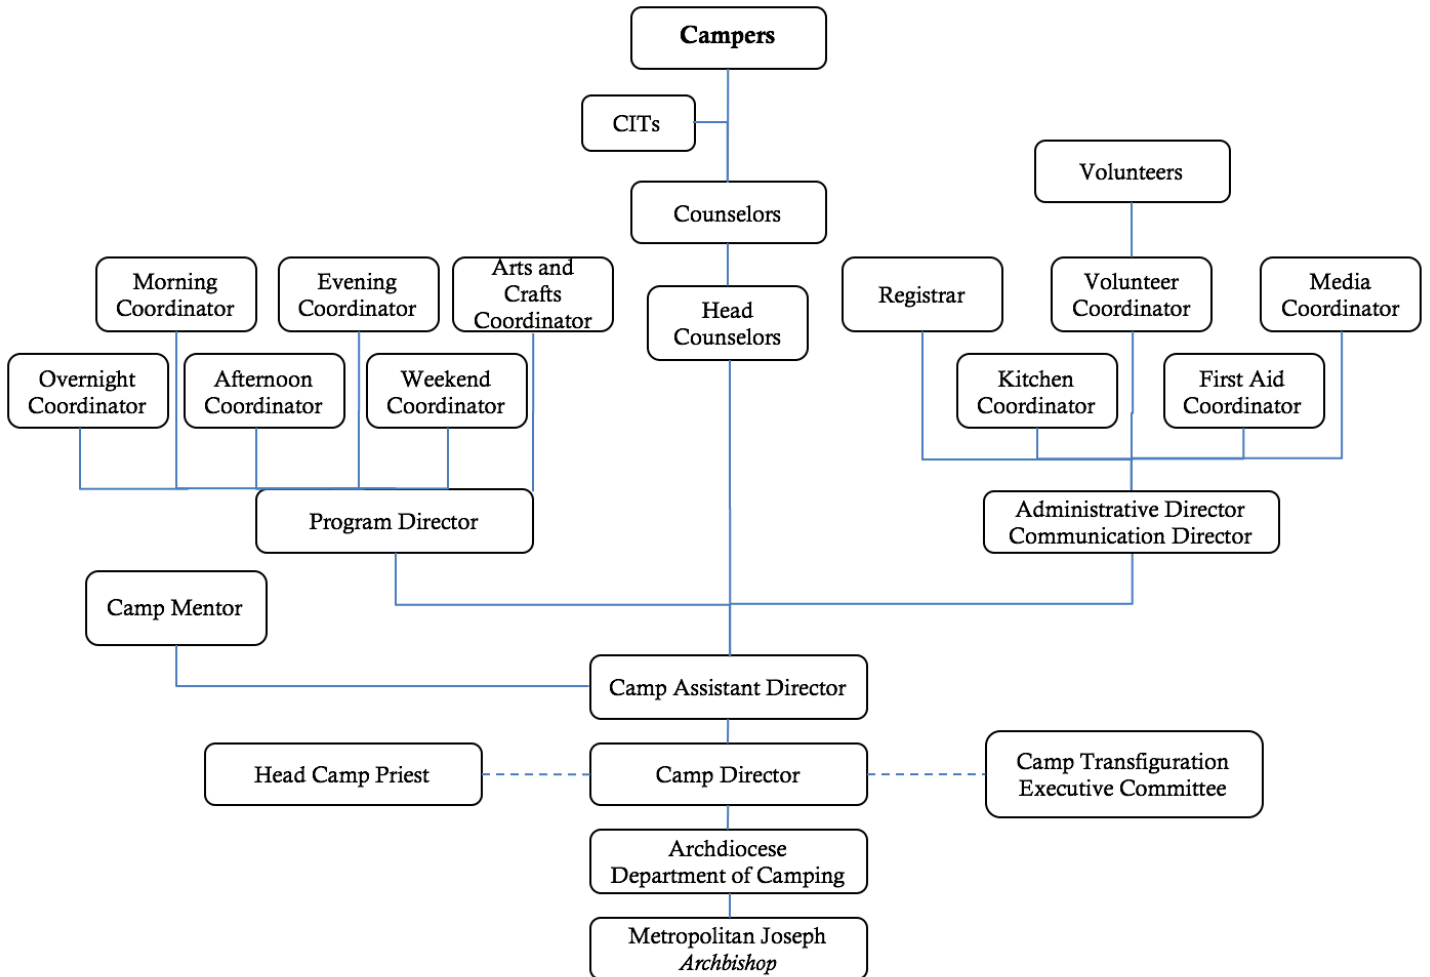 Campers
CITs
Volunteers
Counselors
Morning
Coordinator
Evening
Coordinator
Arts and
Crafts
Coordinator
Head
Counselors
Registrar
Volunteer
Coordinator
Media
Coordinator
Overnight
Coordinator
Afternoon
Coordinator
Weekend
Coordinator
Kitchen
Coordinator
First Aid
Coordinator
Program Director
Administrative Director
Communication Director
Camp Mentor
Camp Assistant Director
Head Camp Priest
Camp Director
Camp Transfiguration
Executive Committee
Archdiocese
Department of Camping
Metropolitan Joseph
Archbishop